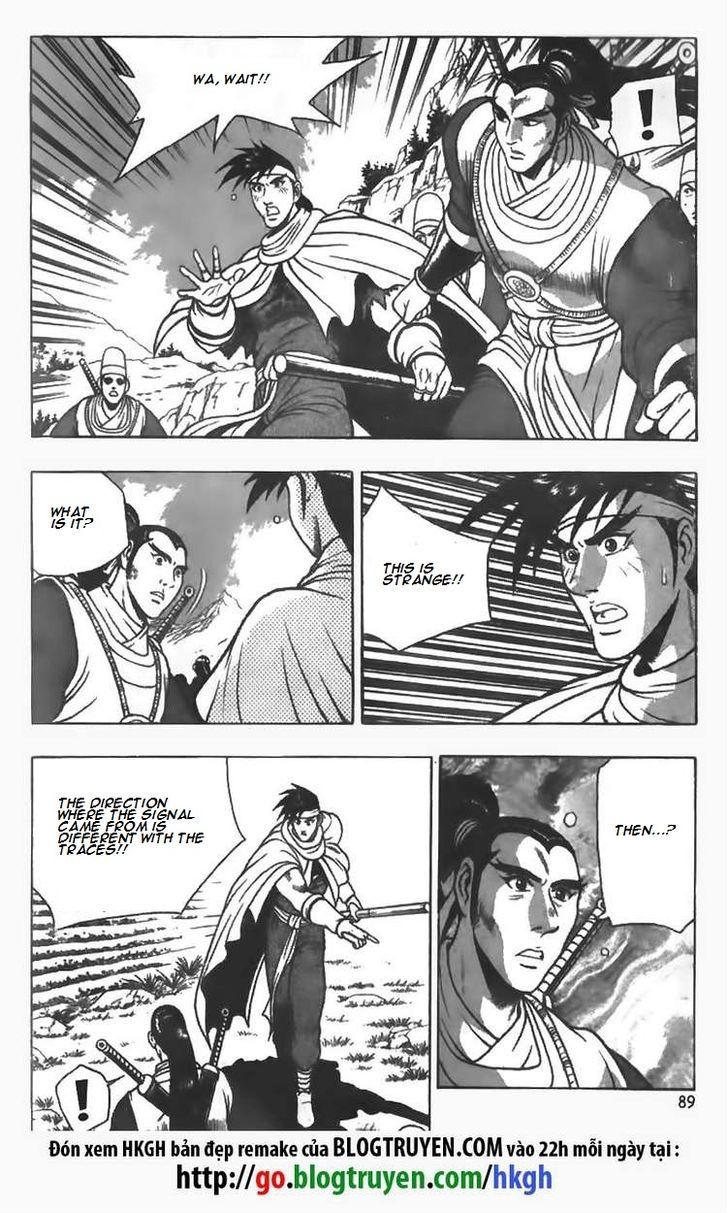 WA, WAIT!!
!
WHAT
IS IT?
THIS IS
STRANGE!!
THE DIRECTION
WHERE THE SIGNAL
CAME FROM IS
DIFFERENT WITH THE
TRACES!!
!
THEN...?
89
Đón xem HKGH bản đẹp remake của BLOGTRUYEN.COM vào 22h mỗi ngày tại :
http://go.blogtruyen.com/hkgh